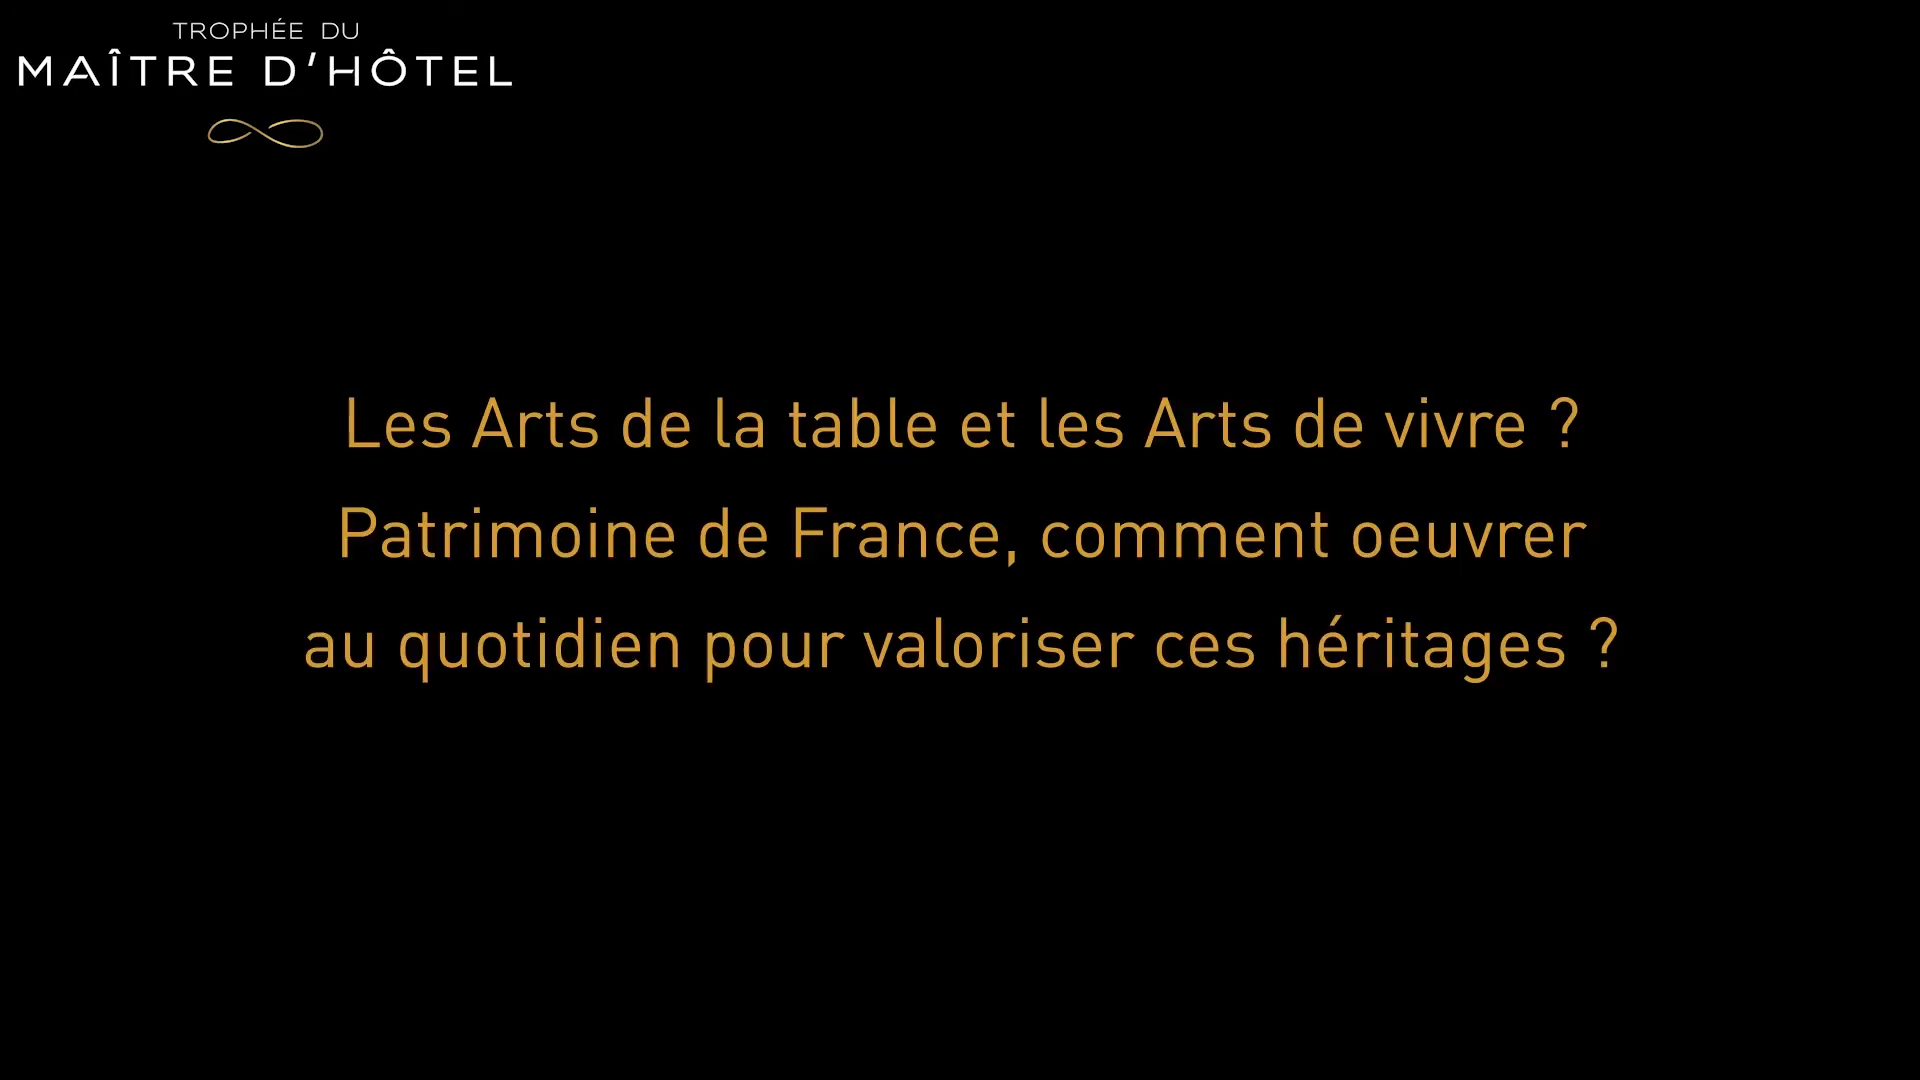 TROPHÉE DU
MAÎTRE D'HÔTEL
Les Arts de la table et les Arts de vivre ?
Patrimoine de France, comment oeuvrer
au quotidien pour valoriser ces héritages ?